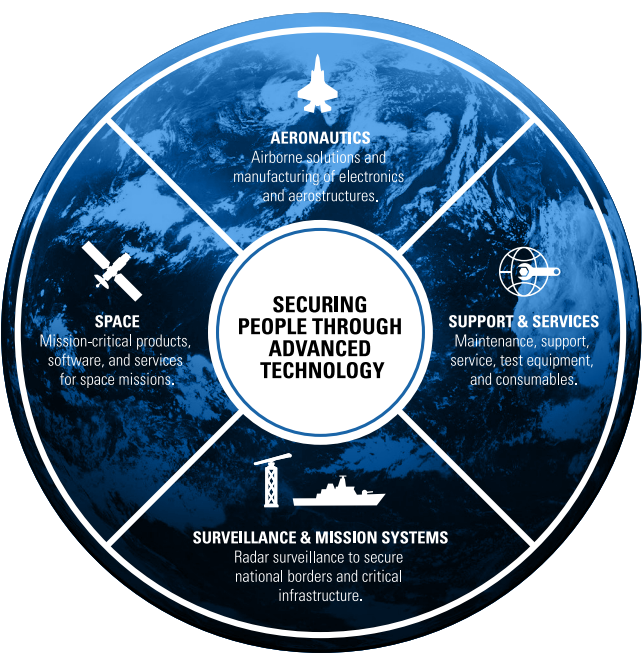 AERONAUTICS
Airborne solutions and
manufacturing of electronics
and aerostructures.
SPACE
Mission-critical products,
software, and services
for space missions.
SECURING
PEOPLE THROUGH
ADVANCED
TECHNOLOGY
SUPPORT & SERVICES
Maintenance, support,
service, test equipment,
and consumables.
SURVEILLANCE & MISSION SYSTEMS
Radar surveillance to secure
national borders and critical
infrastructure.